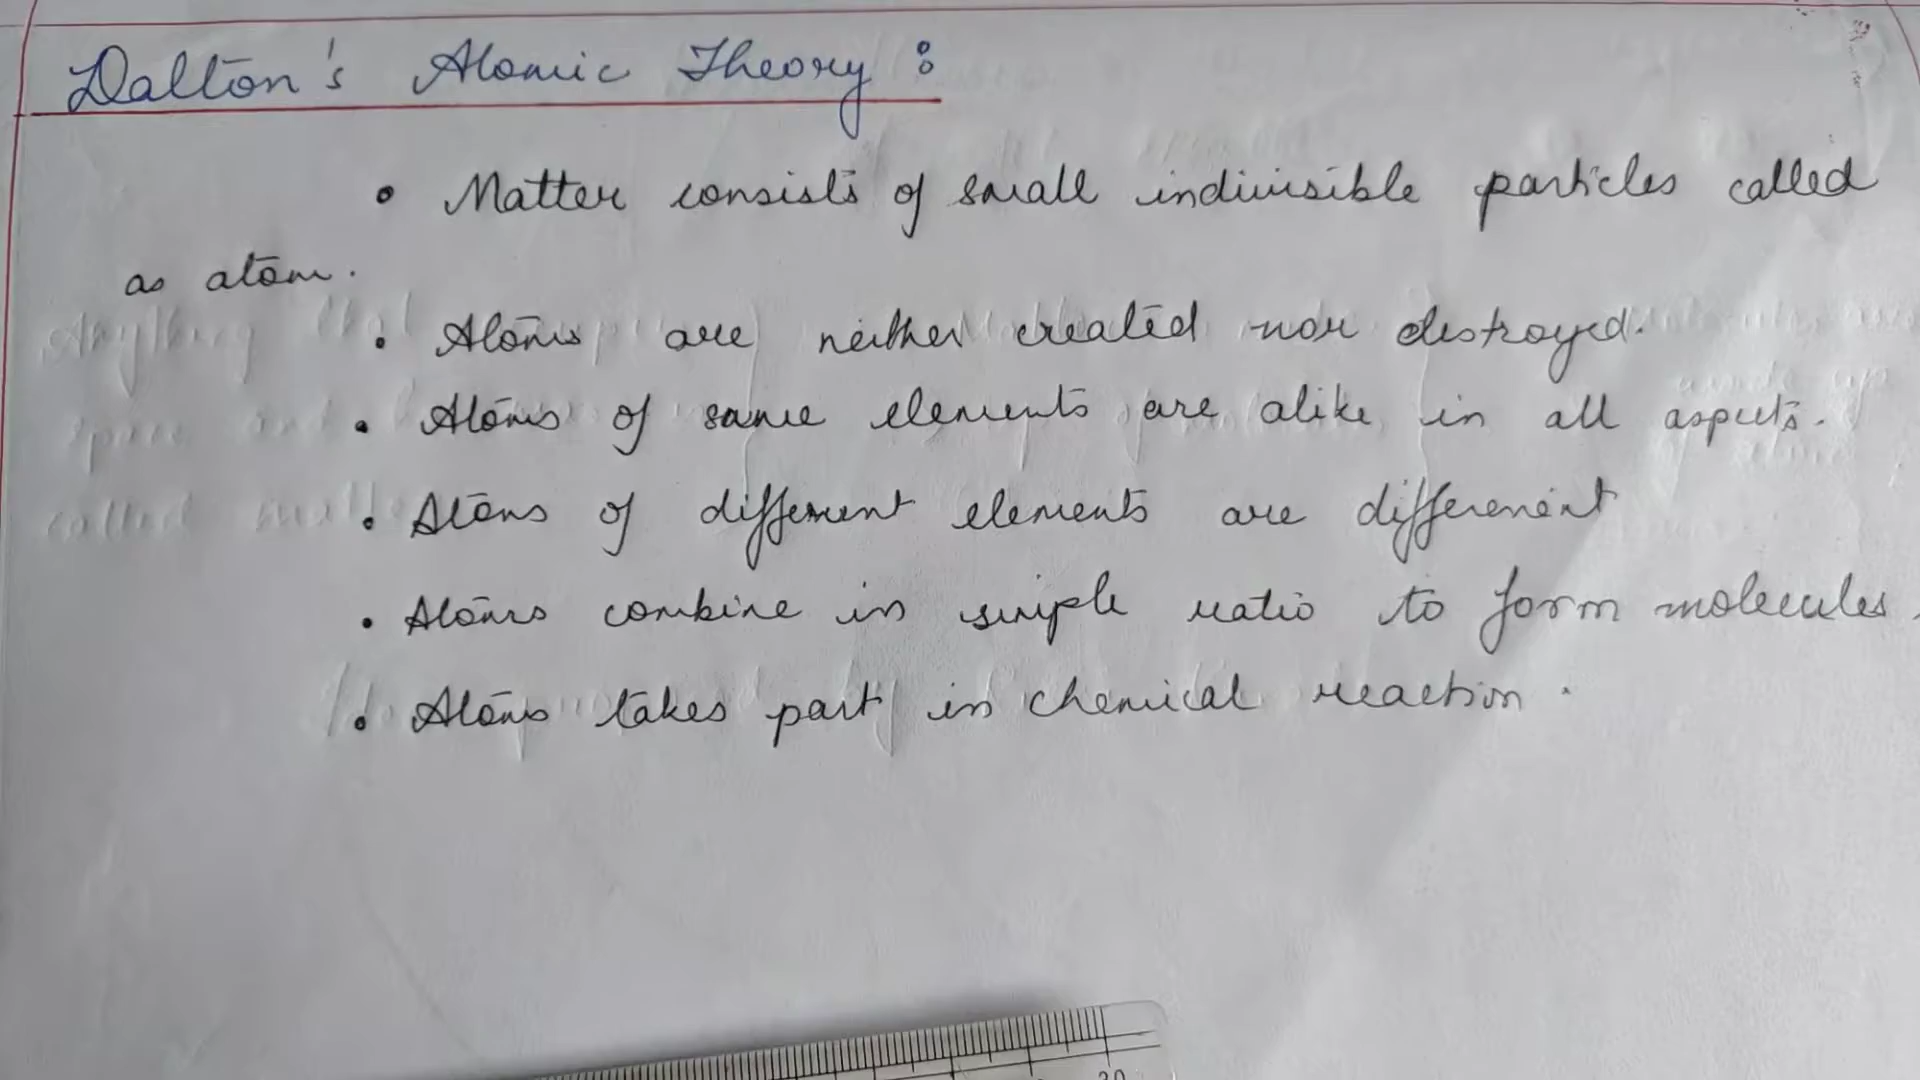 Dalton's Atomic Theory :
• Matter consists of small indivisible particles called
as atom.
• Atoms are neither created nor destroyed.
• Atoms of same elements are alike in all aspects.
• Atoms of different elements are different
• Atoms combine in simple ratio to form molecules.
• Atoms takes part in chemical reaction.
30